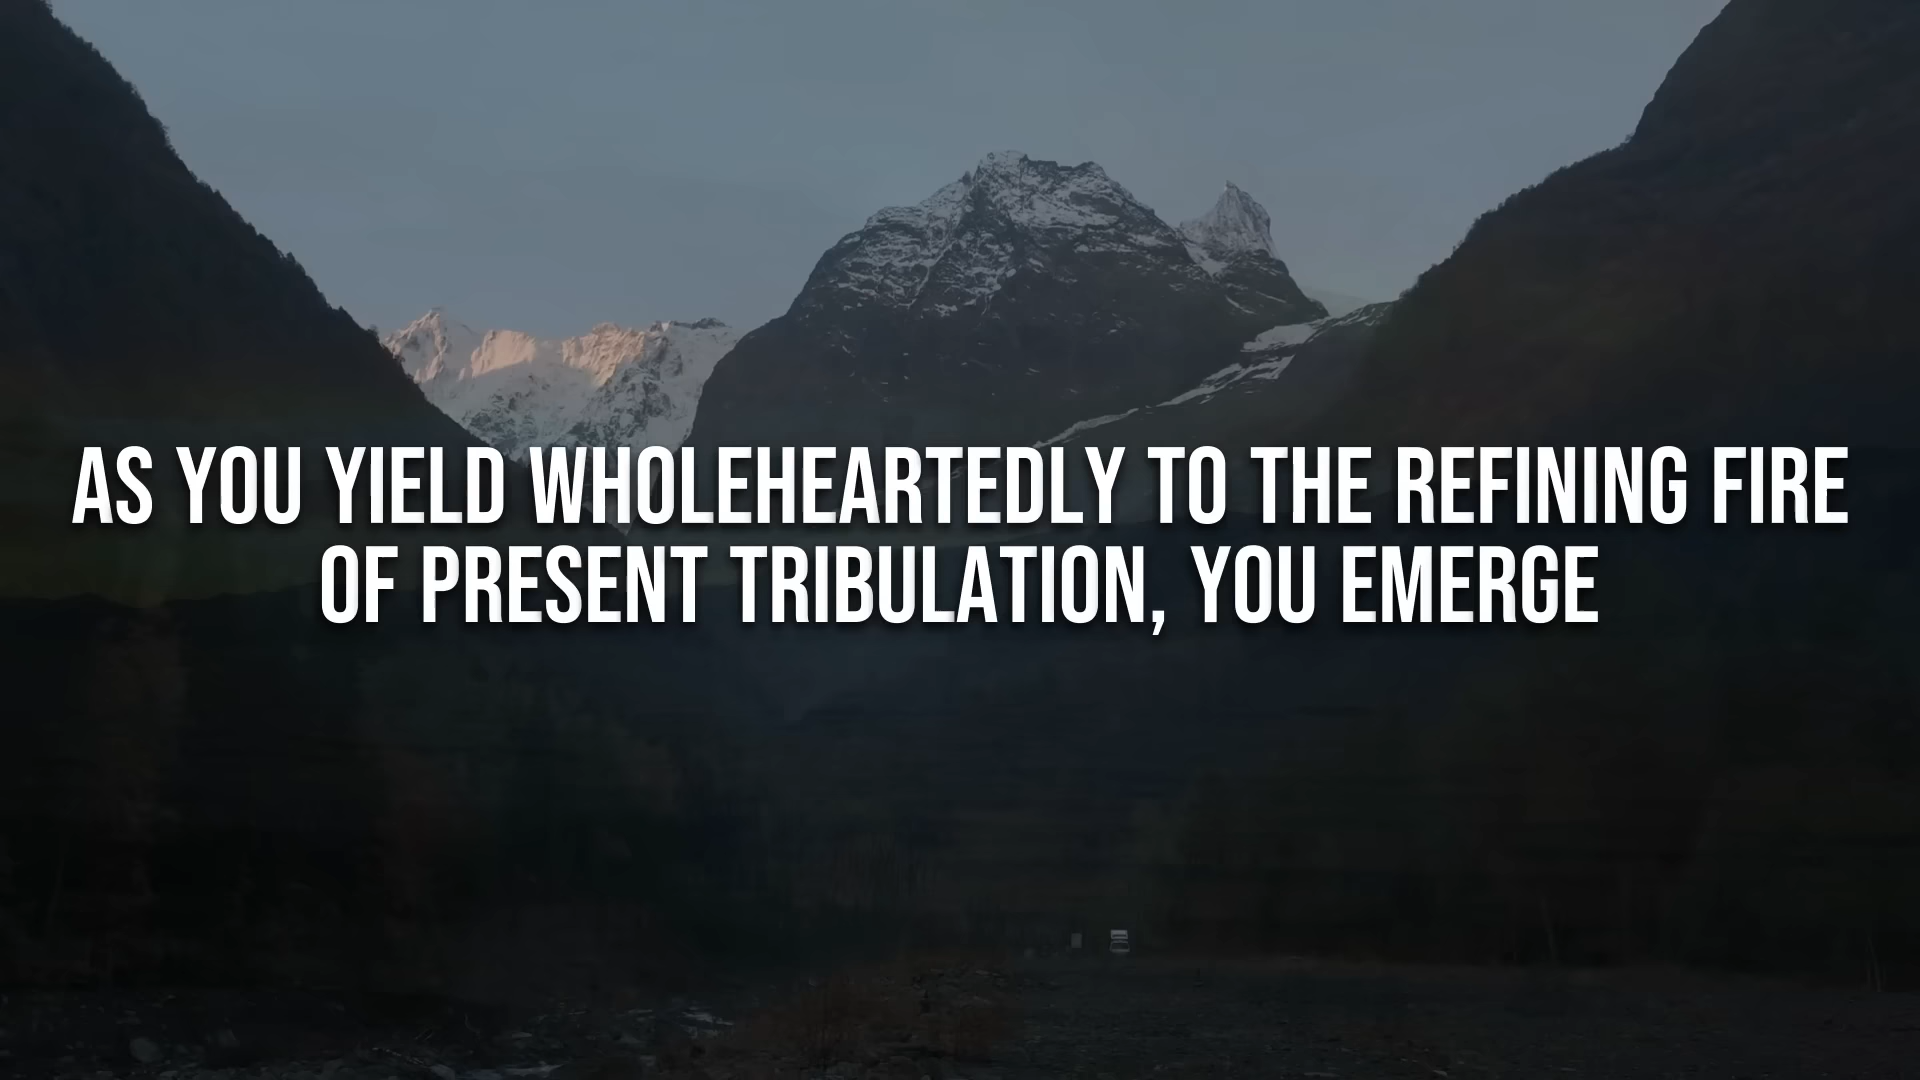 AS YOU YIELD WHOLEHEARTEDLY TO THE REFINING FIRE
OF PRESENT TRIBULATION, YOU EMERGE